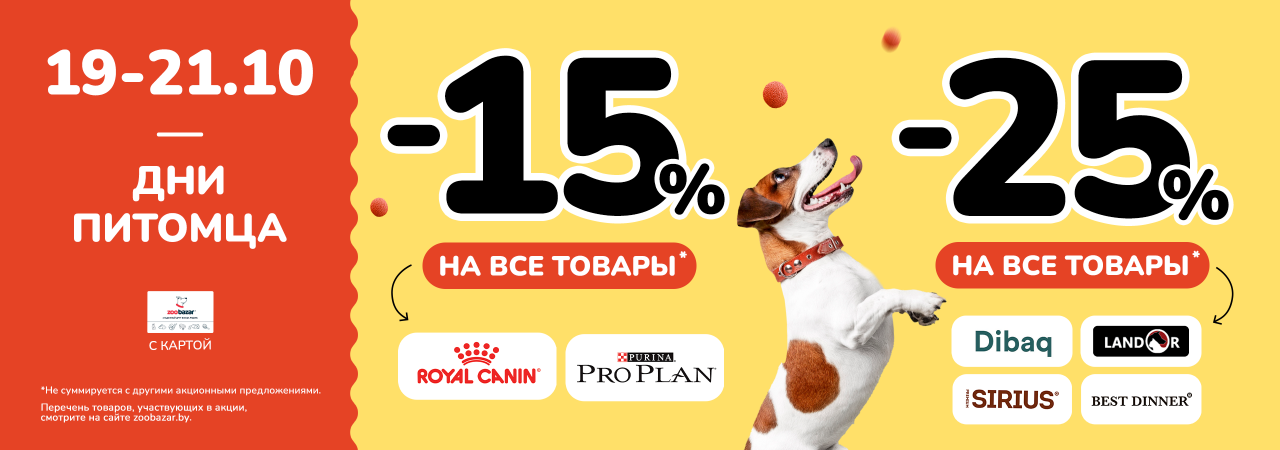 19-21.10
ДНИ
ПИТОМЦА
zoobazar
С КАРТОЙ
*Не суммируется с другими акционными предложениями.
Перечень товаров, участвующих в акции,
смотрите на сайте zoobazar.by.
-15%
НА ВСЕ ТОВАРЫ*
ROYAL CANIN®
PURINA®
PRO PLAN®
-25%
НА ВСЕ ТОВАРЫ*
Dibaq
LANDOR
SIRIUS®
BEST DINNER®